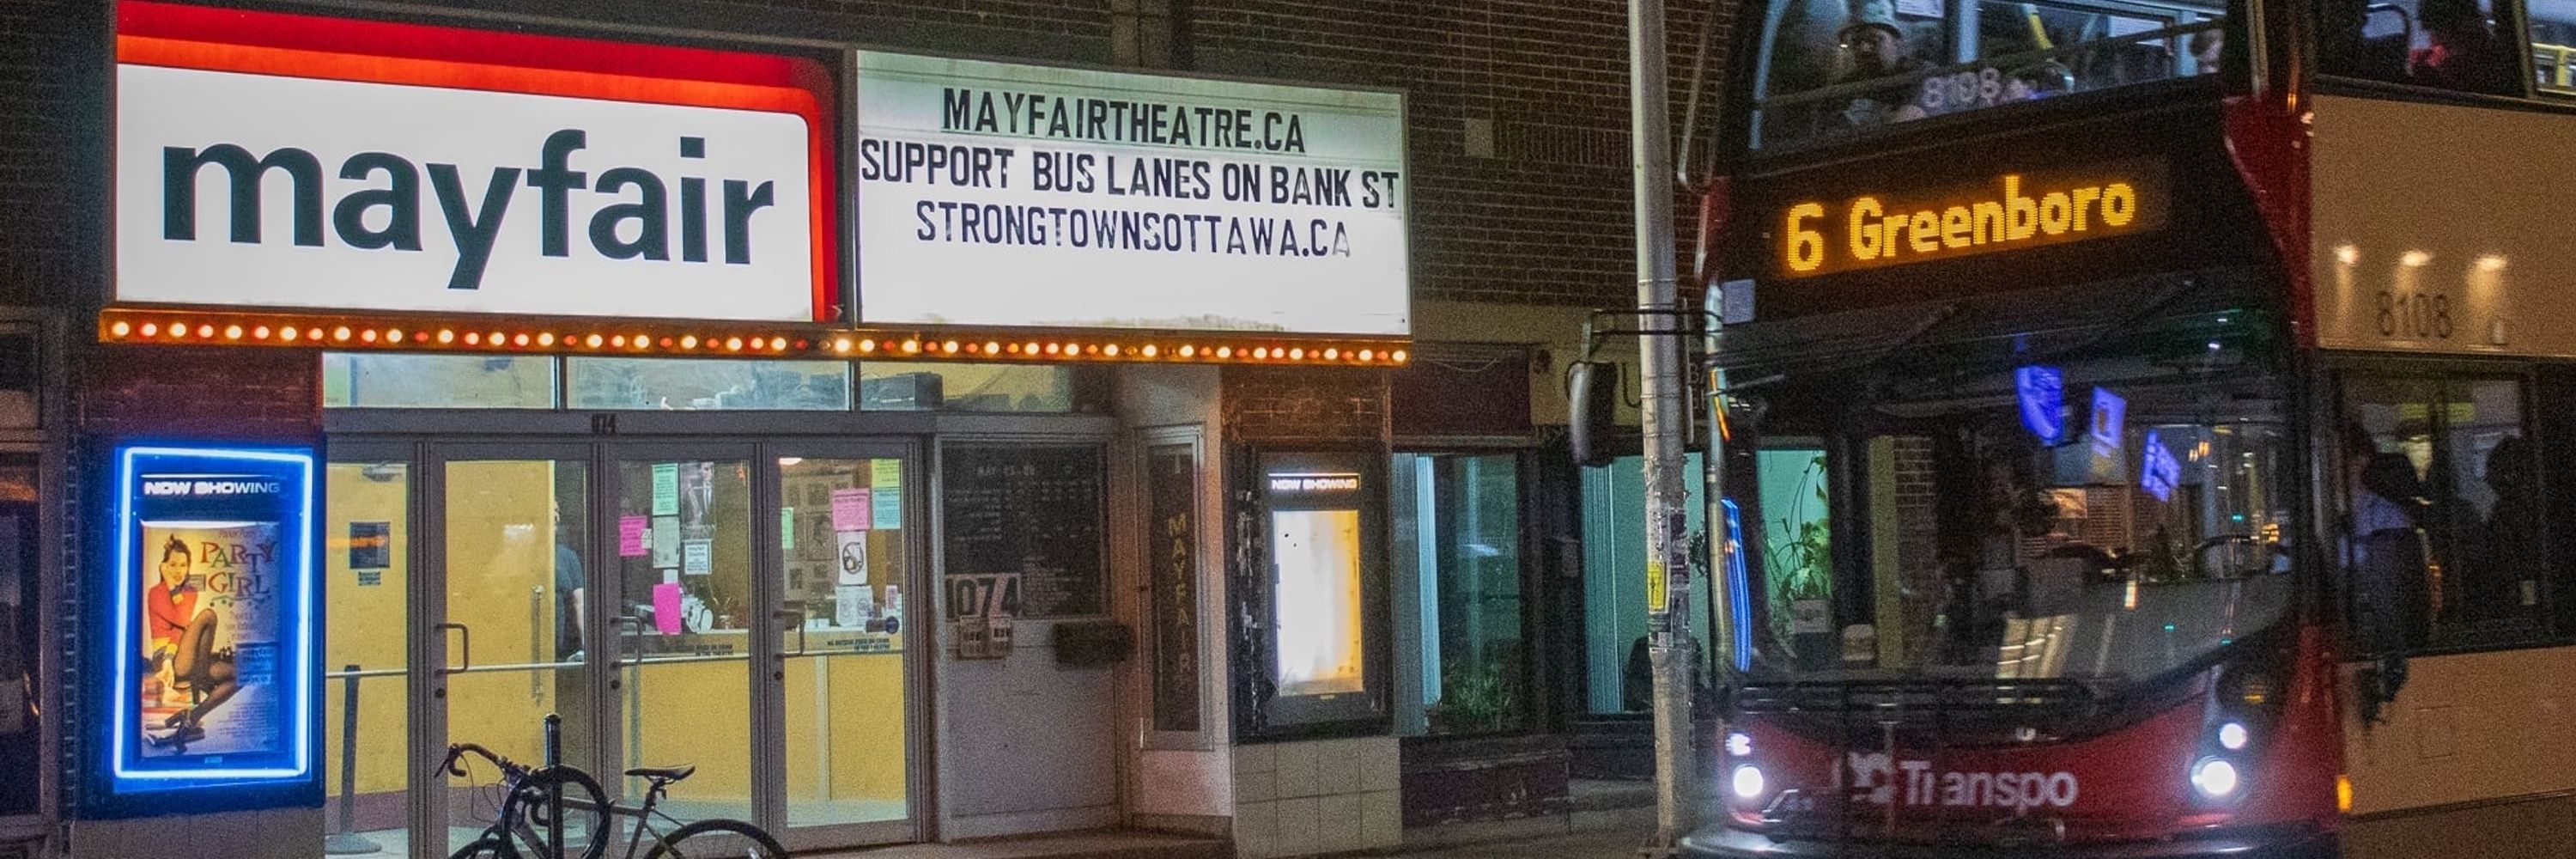 mayfair
MAYFAIRTHEATRE.CA
SUPPORT BUS LANES ON BANK ST
STRONGTOWNSOTTAWA.CA
8108
6 Greenboro
8108
1074
NOW SHOWING
PARTY
GIRL
1074
MAYFAIR
NOW SHOWING
Transpo